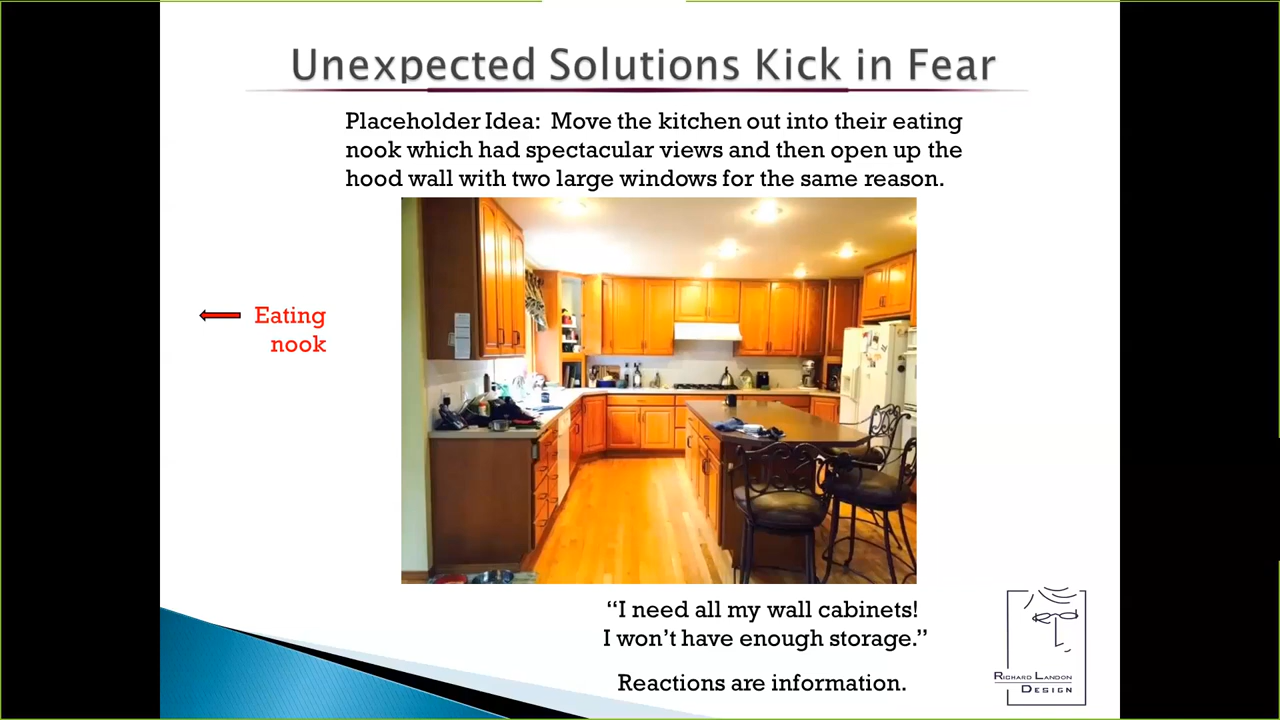 Unexpected Solutions Kick in Fear
Placeholder Idea: Move the kitchen out into their eating
nook which had spectacular views and then open up the
hood wall with two large windows for the same reason.
Eating
nook
“I need all my wall cabinets!
I won’t have enough storage.”
Reactions are information.
Richard Landon
Design